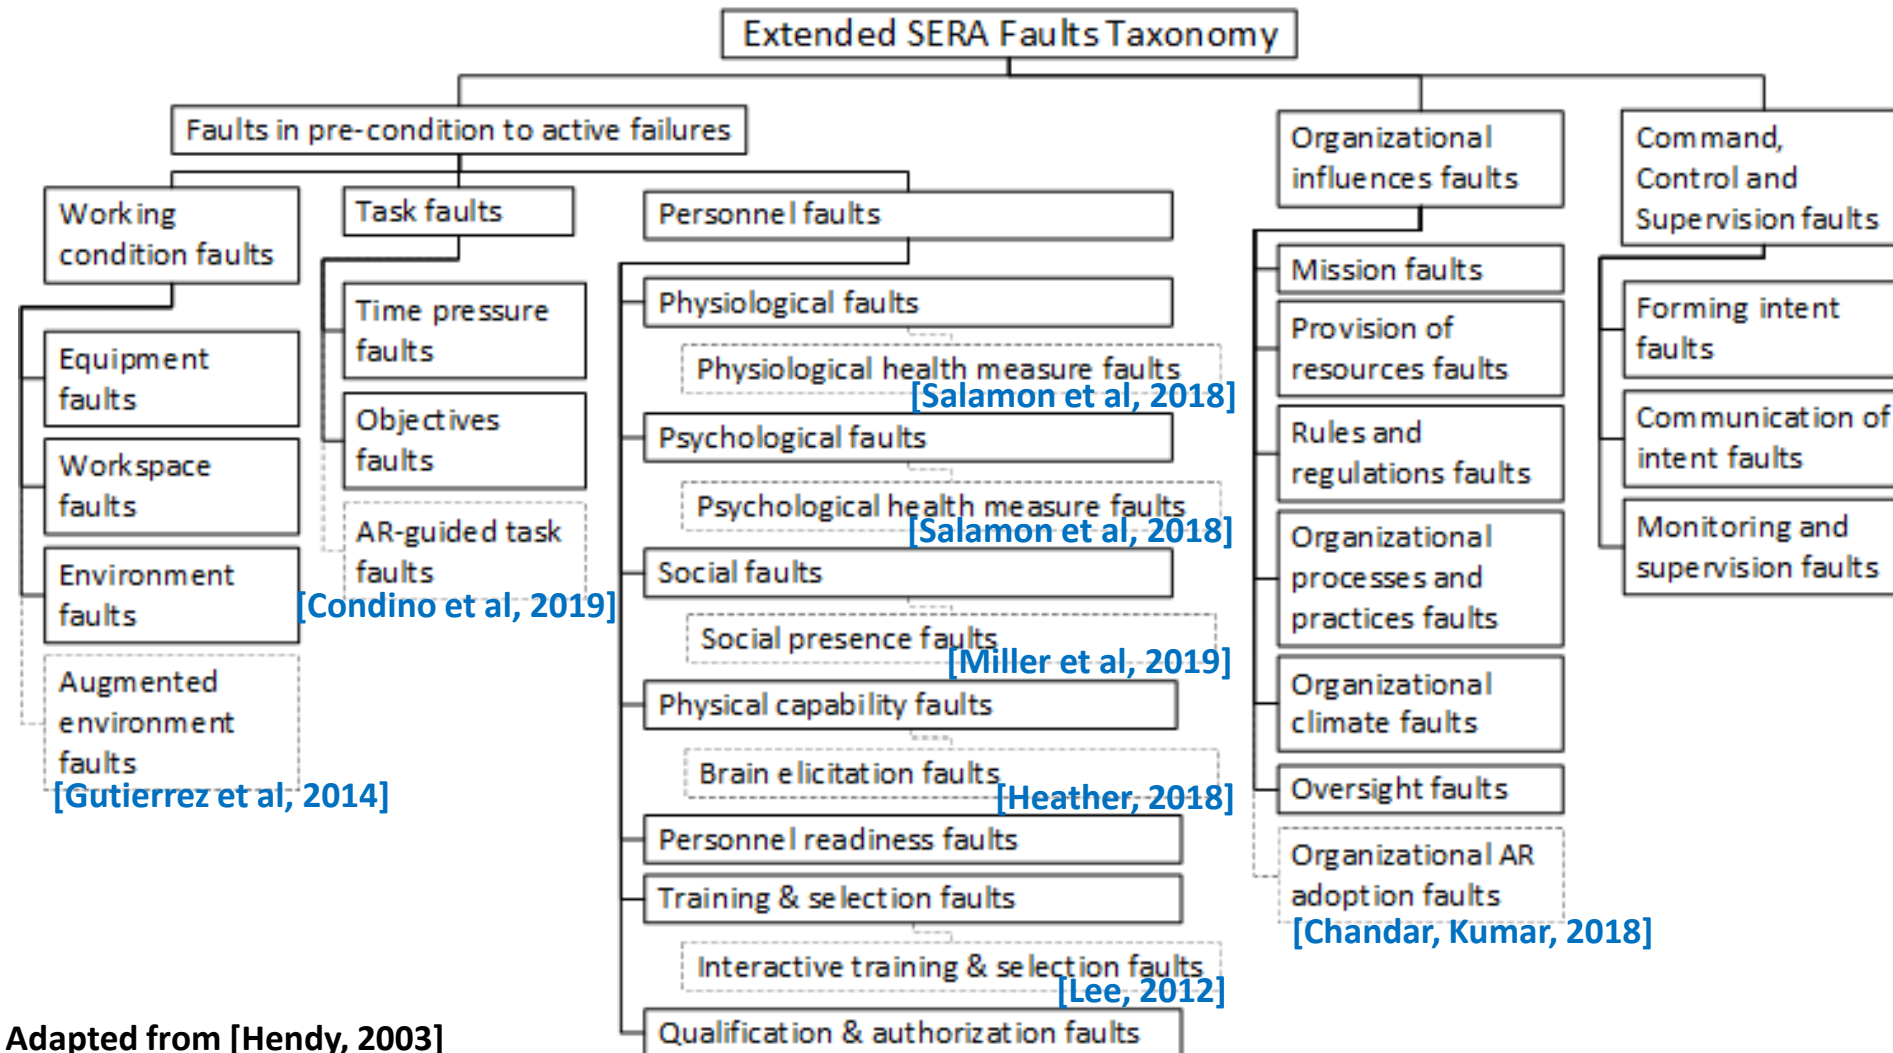 Extended SERA Faults Taxonomy
Faults in pre-condition to active failures
Working
condition faults
Equipment
faults
Workspace
faults
Environment
faults
Augmented
environment
faults
[Gutierrez et al, 2014]
Task faults
Time pressure
faults
Objectives
faults
AR-guided task
faults
[Condino et al, 2019]
Personnel faults
Physiological faults
Physiological health measure faults
[Salamon et al, 2018]
Psychological faults
Psychological health measure faults
[Salamon et al, 2018]
Social faults
Social presence faults
[Miller et al, 2019]
Physical capability faults
Brain elicitation faults
[Heather, 2018]
Personnel readiness faults
Training & selection faults
Interactive training & selection faults
[Lee, 2012]
Qualification & authorization faults
Organizational
influences faults
Mission faults
Provision of
resources faults
Rules and
regulations faults
Organizational
processes and
practices faults
Organizational
climate faults
Oversight faults
Organizational AR
adoption faults
[Chandar, Kumar, 2018]
Command,
Control and
Supervision faults
Forming intent
faults
Communication of
intent faults
Monitoring and
supervision faults
Adapted from [Hendy, 2003]